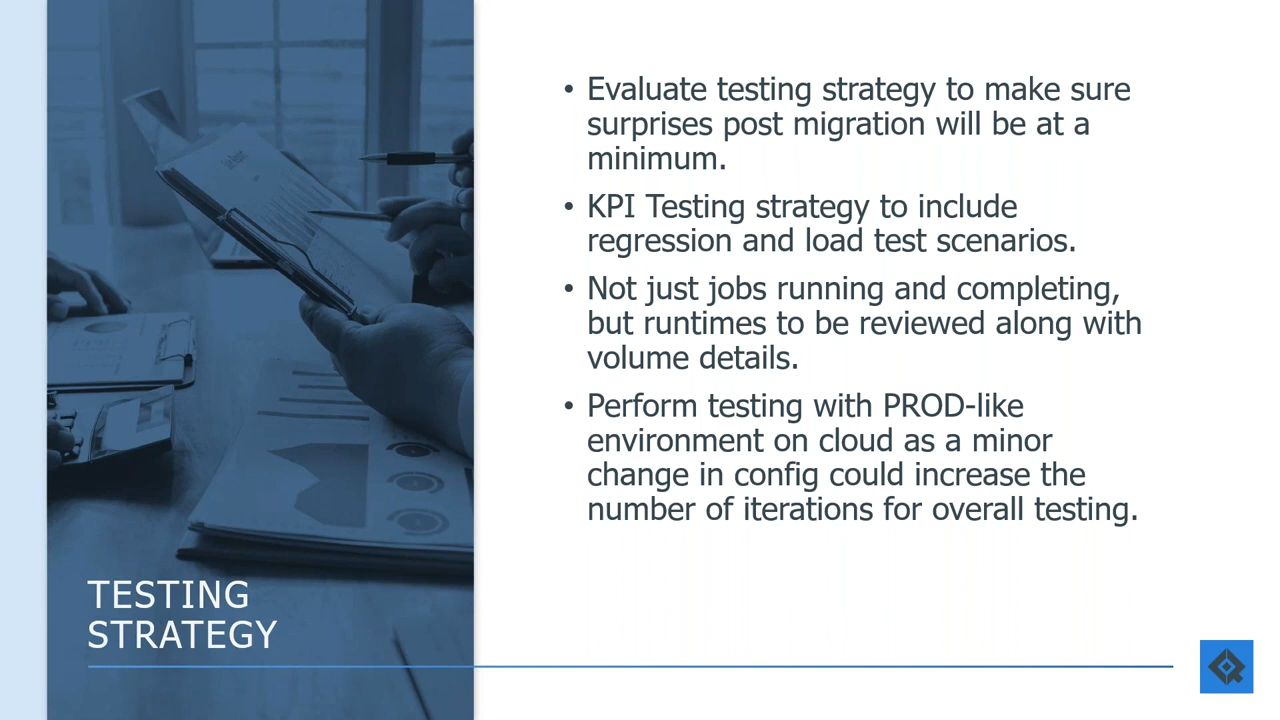 • Evaluate testing strategy to make sure
surprises post migration will be at a
minimum.
• KPI Testing strategy to include
regression and load test scenarios.
• Not just jobs running and completing,
but runtimes to be reviewed along with
volume details.
• Perform testing with PROD-like
environment on cloud as a minor
change in config could increase the
number of iterations for overall testing.
TESTING
STRATEGY